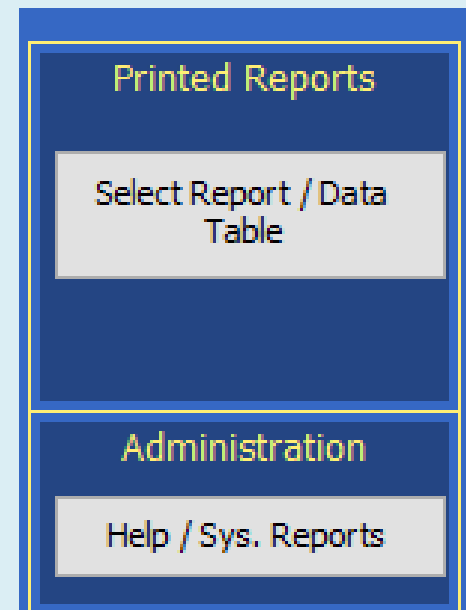 Printed Reports
Select Report / Data
Table
Administration
Help / Sys. Reports